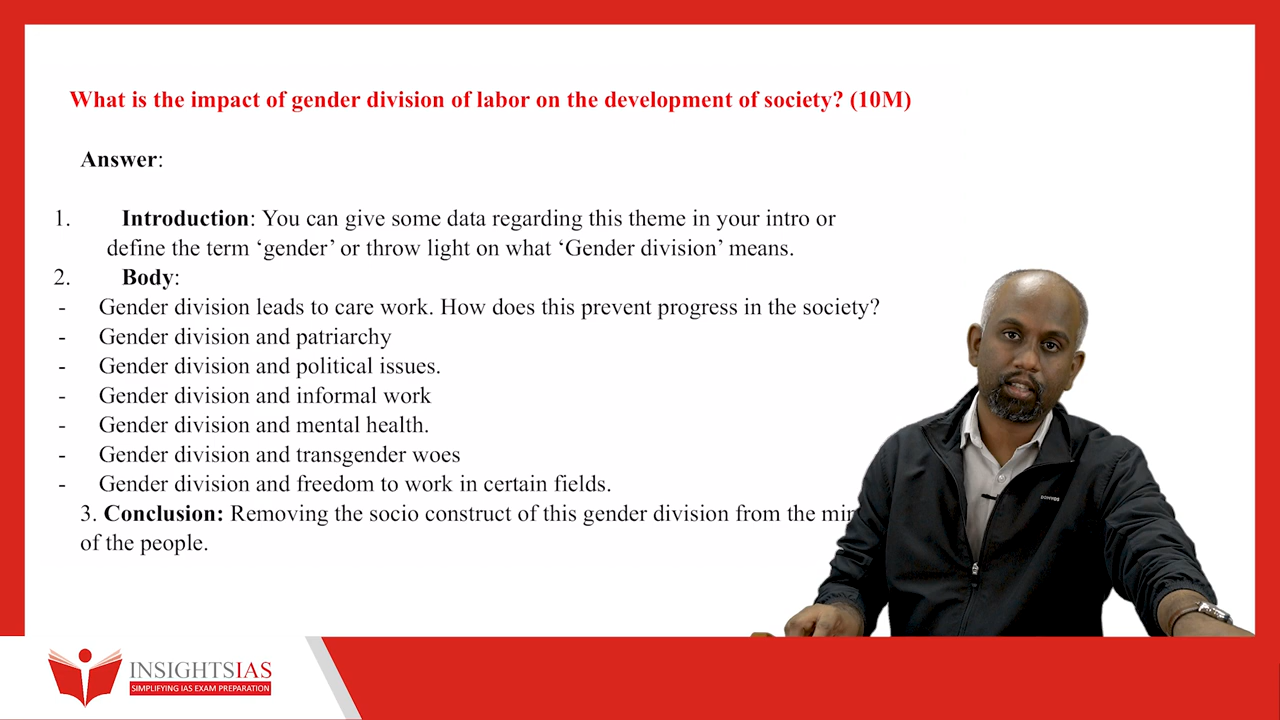 What is the impact of gender division of labor on the development of society? (10M)
Answer:
1. Introduction: You can give some data regarding this theme in your intro or
define the term ‘gender’ or throw light on what ‘Gender division’ means.
2. Body:
- Gender division leads to care work. How does this prevent progress in the society?
- Gender division and patriarchy
- Gender division and political issues.
- Gender division and informal work
- Gender division and mental health.
- Gender division and transgender woes
- Gender division and freedom to work in certain fields.
3. Conclusion: Removing the socio construct of this gender division from the
of the people.
INSIGHTSIAS
SIMPLIFYING IAS EXAM PREPARATION